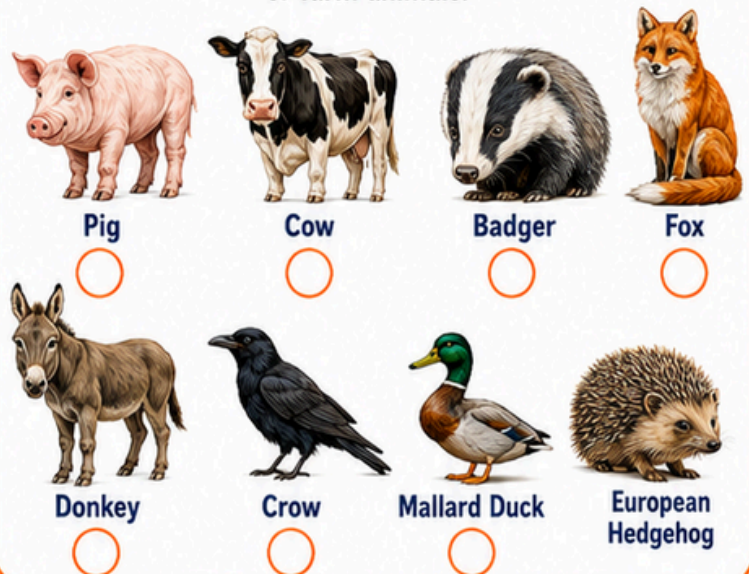 Pig
Cow
Badger
Fox
Donkey
Crow
Mallard Duck
European
Hedgehog